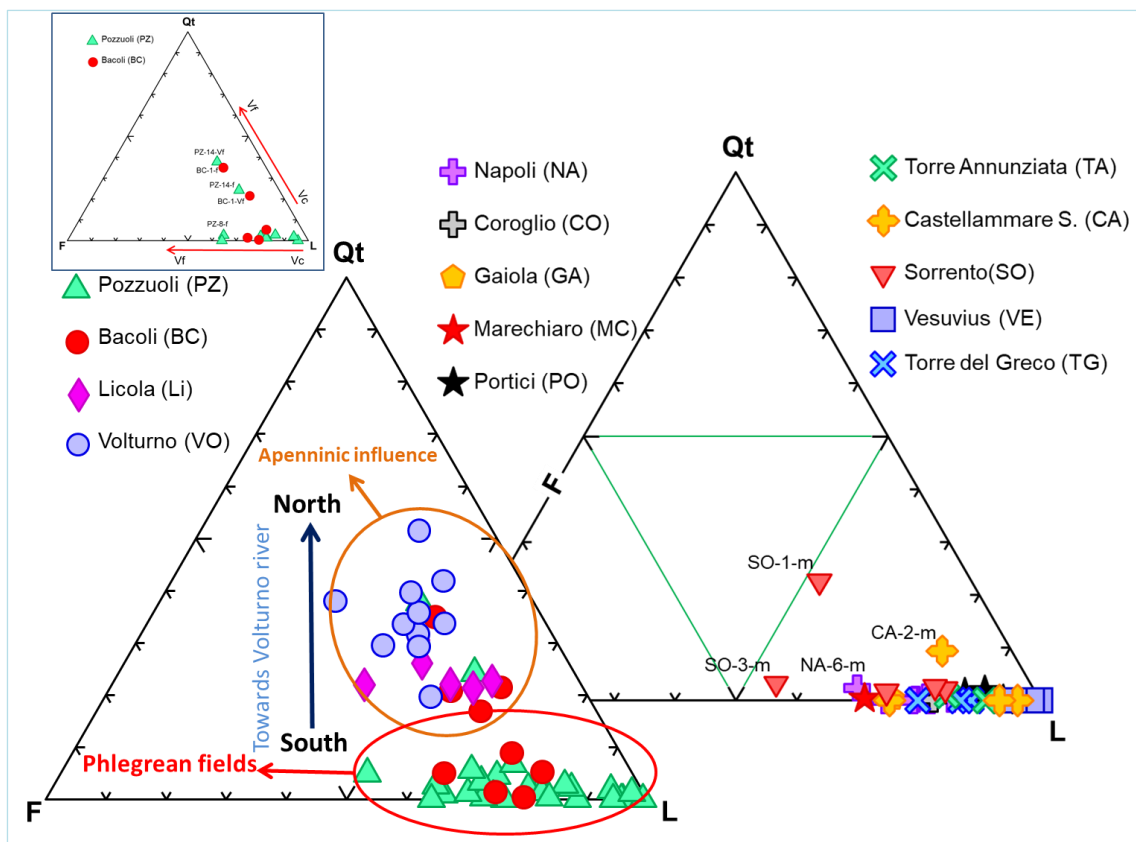 Qt
Pozzuoli (PZ)
Bacoli (BC)
Vf
PZ-14-Vf
BC-1-f
PZ-14-f
BC-1-Vf
Vc
PZ-8-f
F
L
Vf
Vc
Qt
Pozzuoli (PZ)
Bacoli (BC)
Licola (Li)
Volturno (VO)
Napoli (NA)
Coroglio (CO)
Gaiola (GA)
Marechiaro (MC)
Portici (PO)
Qt
Torre Annunziata (TA)
Castellammare S. (CA)
Sorrento(SO)
Vesuvius (VE)
Torre del Greco (TG)
Apenninic influence
North
Towards Volturno river
South
Phlegrean fields
F
L
F
SO-1-m
CA-2-m
SO-3-m
NA-6-m
L